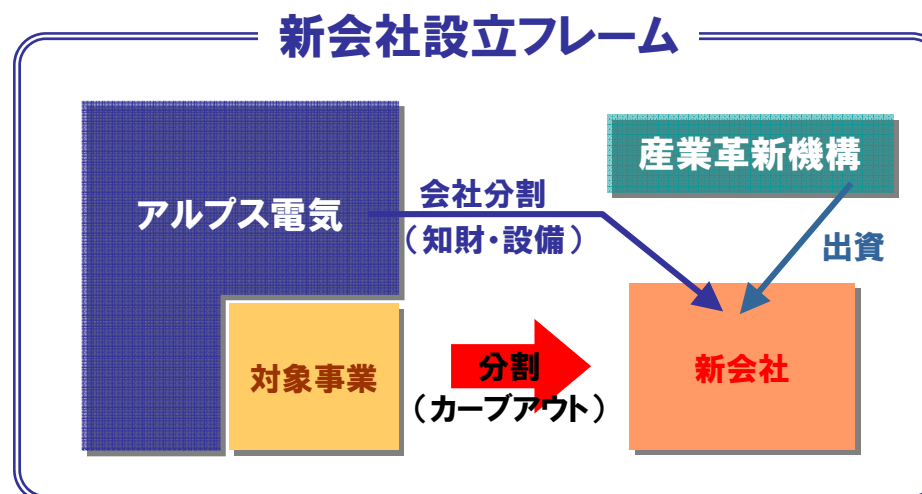 新会社設立フレーム
産業革新機構
アルプス電気
会社分割
（知財・設備）
出資
対象事業
分割
（カーブアウト）
新会社